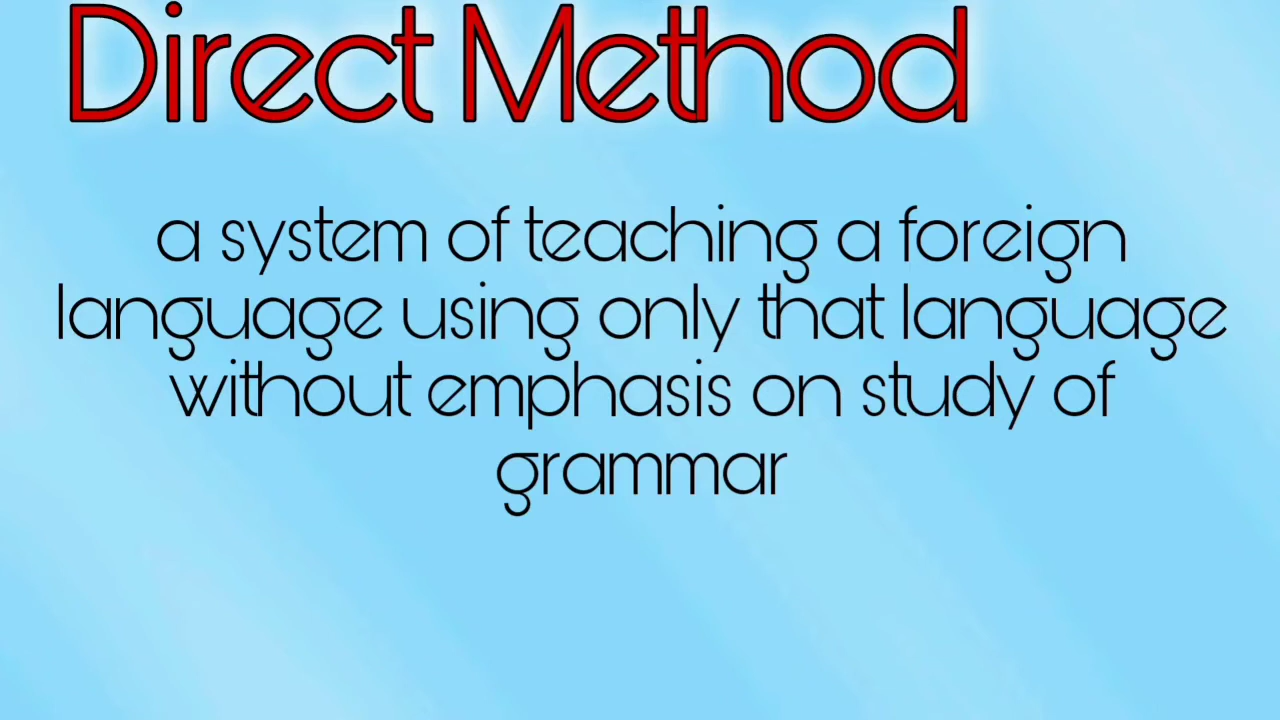 Direct Method
a system of teaching a foreign
language using only that language
without emphasis on study of
grammar